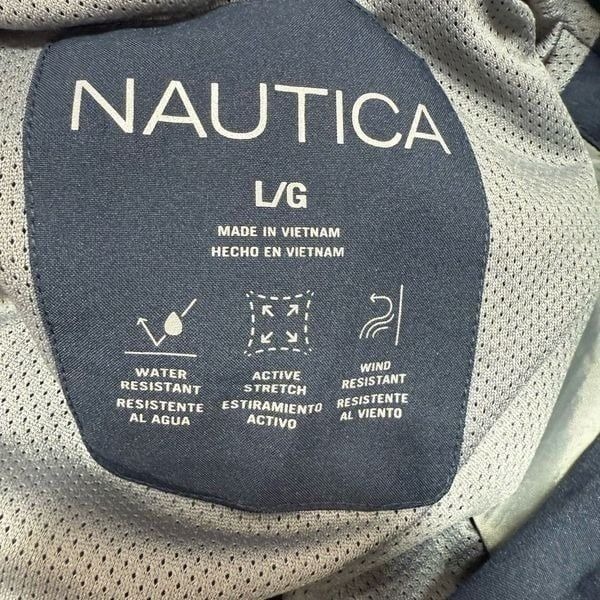 NAUTICA
L/G
MADE IN VIETNAM
HECHO EN VIETNAM
WATER
RESISTANT
RESISTENTE
AL AGUA
ACTIVE
STRETCH
ESTIRAMIENTO
ACTIVO
WIND
RESISTANT
RESISTENTE
AL VIENTO